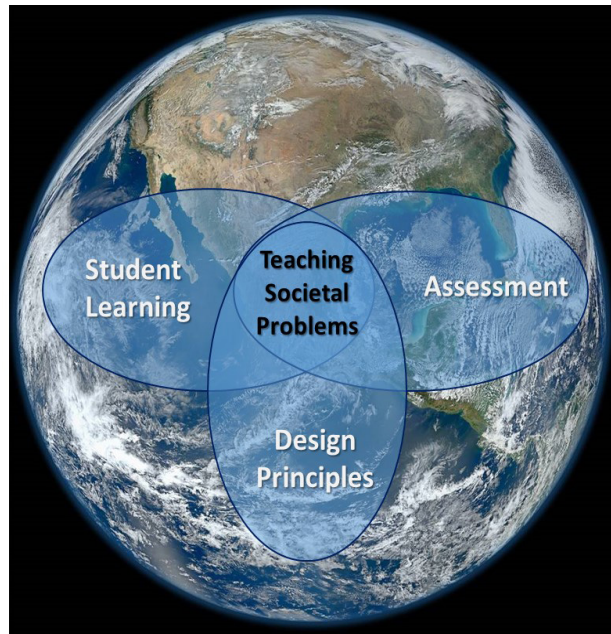 Teaching
Societal
Problems
Student
Learning
Assessment
Design
Principles